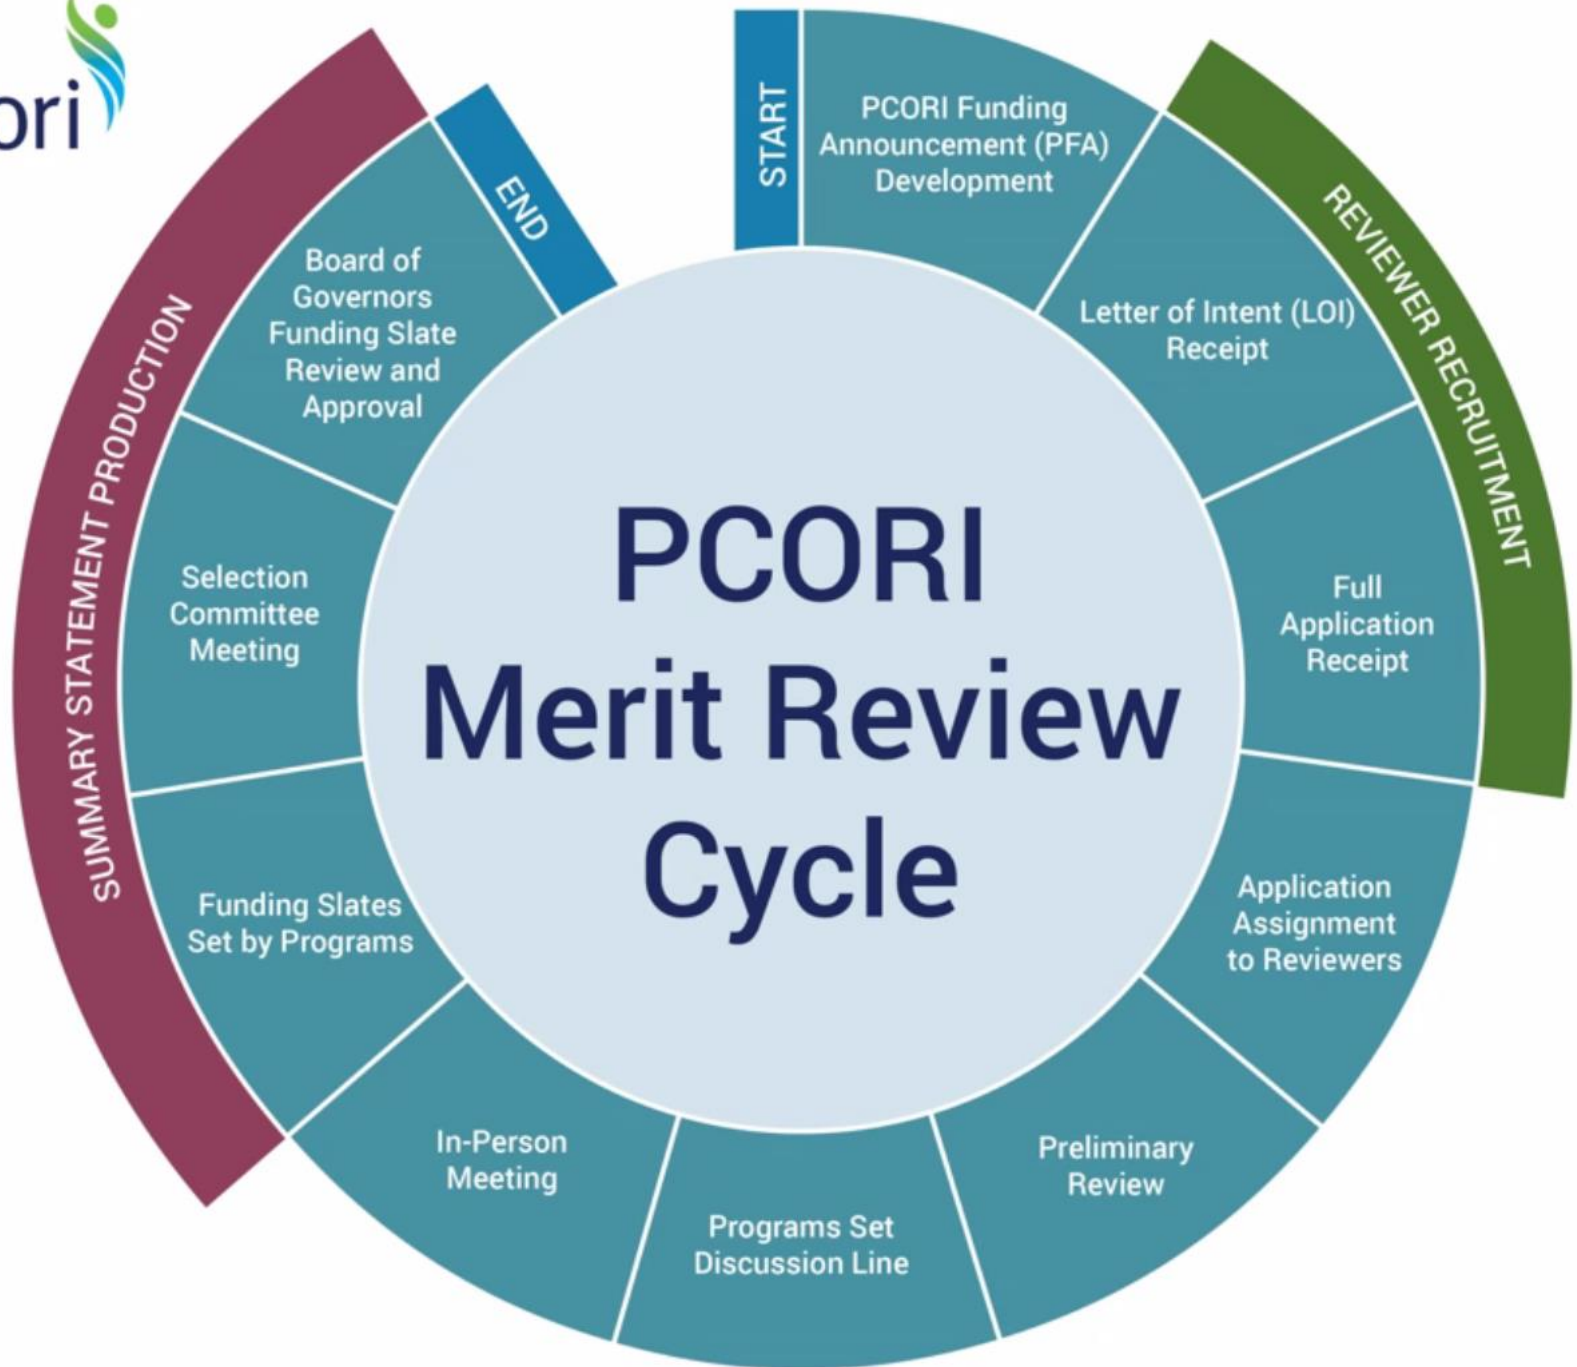 ori
START
PCORI Funding
Announcement (PFA)
Development
REVIEWER RECRUITMENT
Letter of Intent (LOI)
Receipt
Full
Application
Receipt
Application
Assignment
to Reviewers
Preliminary
Review
Programs Set
Discussion Line
In-Person
Meeting
Funding Slates
Set by Programs
Selection
Committee
Meeting
Board of
Governors
Funding Slate
Review and
Approval
SUMMARY STATEMENT PRODUCTION
END
PCORI
Merit Review
Cycle